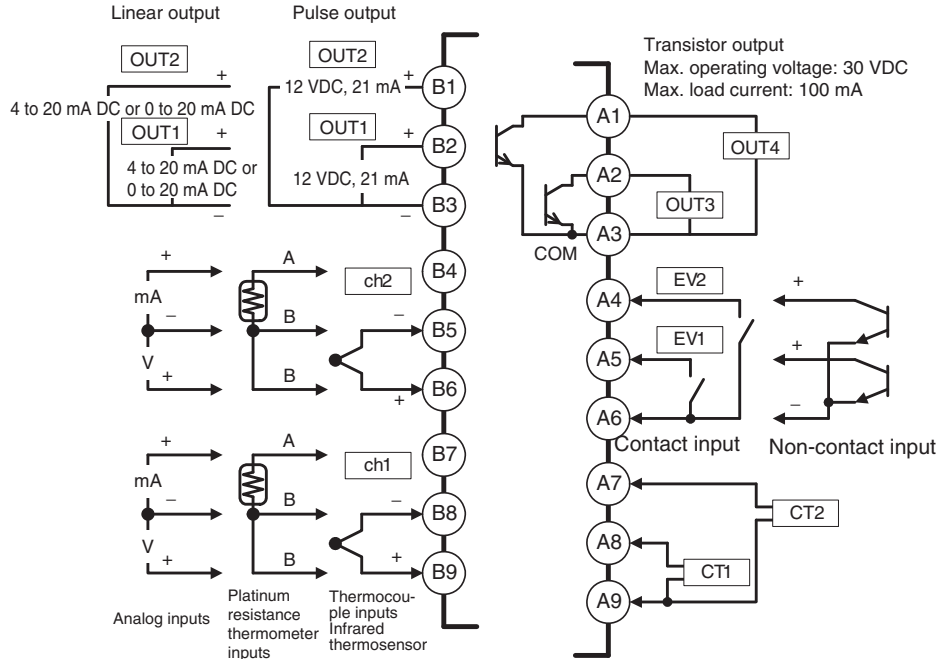 Linear output
Pulse output
OUT2
+
4 to 20 mA DC or 0 to 20 mA DC
OUT1
+
4 to 20 mA DC or
0 to 20 mA DC
−
OUT2
+
12 VDC, 21 mA
OUT1
+
12 VDC, 21 mA
−
B1
B2
B3
B4
B5
B6
B7
B8
B9
+
mA
−
V
+
A
B
B
ch2
−
+
+
mA
−
V
+
A
B
B
ch1
−
+
Analog inputs
Platinum
resistance
thermometer
inputs
Thermocou-
ple inputs
Infrared
thermosensor
Transistor output
Max. operating voltage: 30 VDC
Max. load current: 100 mA
A1
A2
A3
A4
A5
A6
A7
A8
A9
OUT4
OUT3
COM
EV2
EV1
+
+
−
Contact input
Non-contact input
CT2
CT1